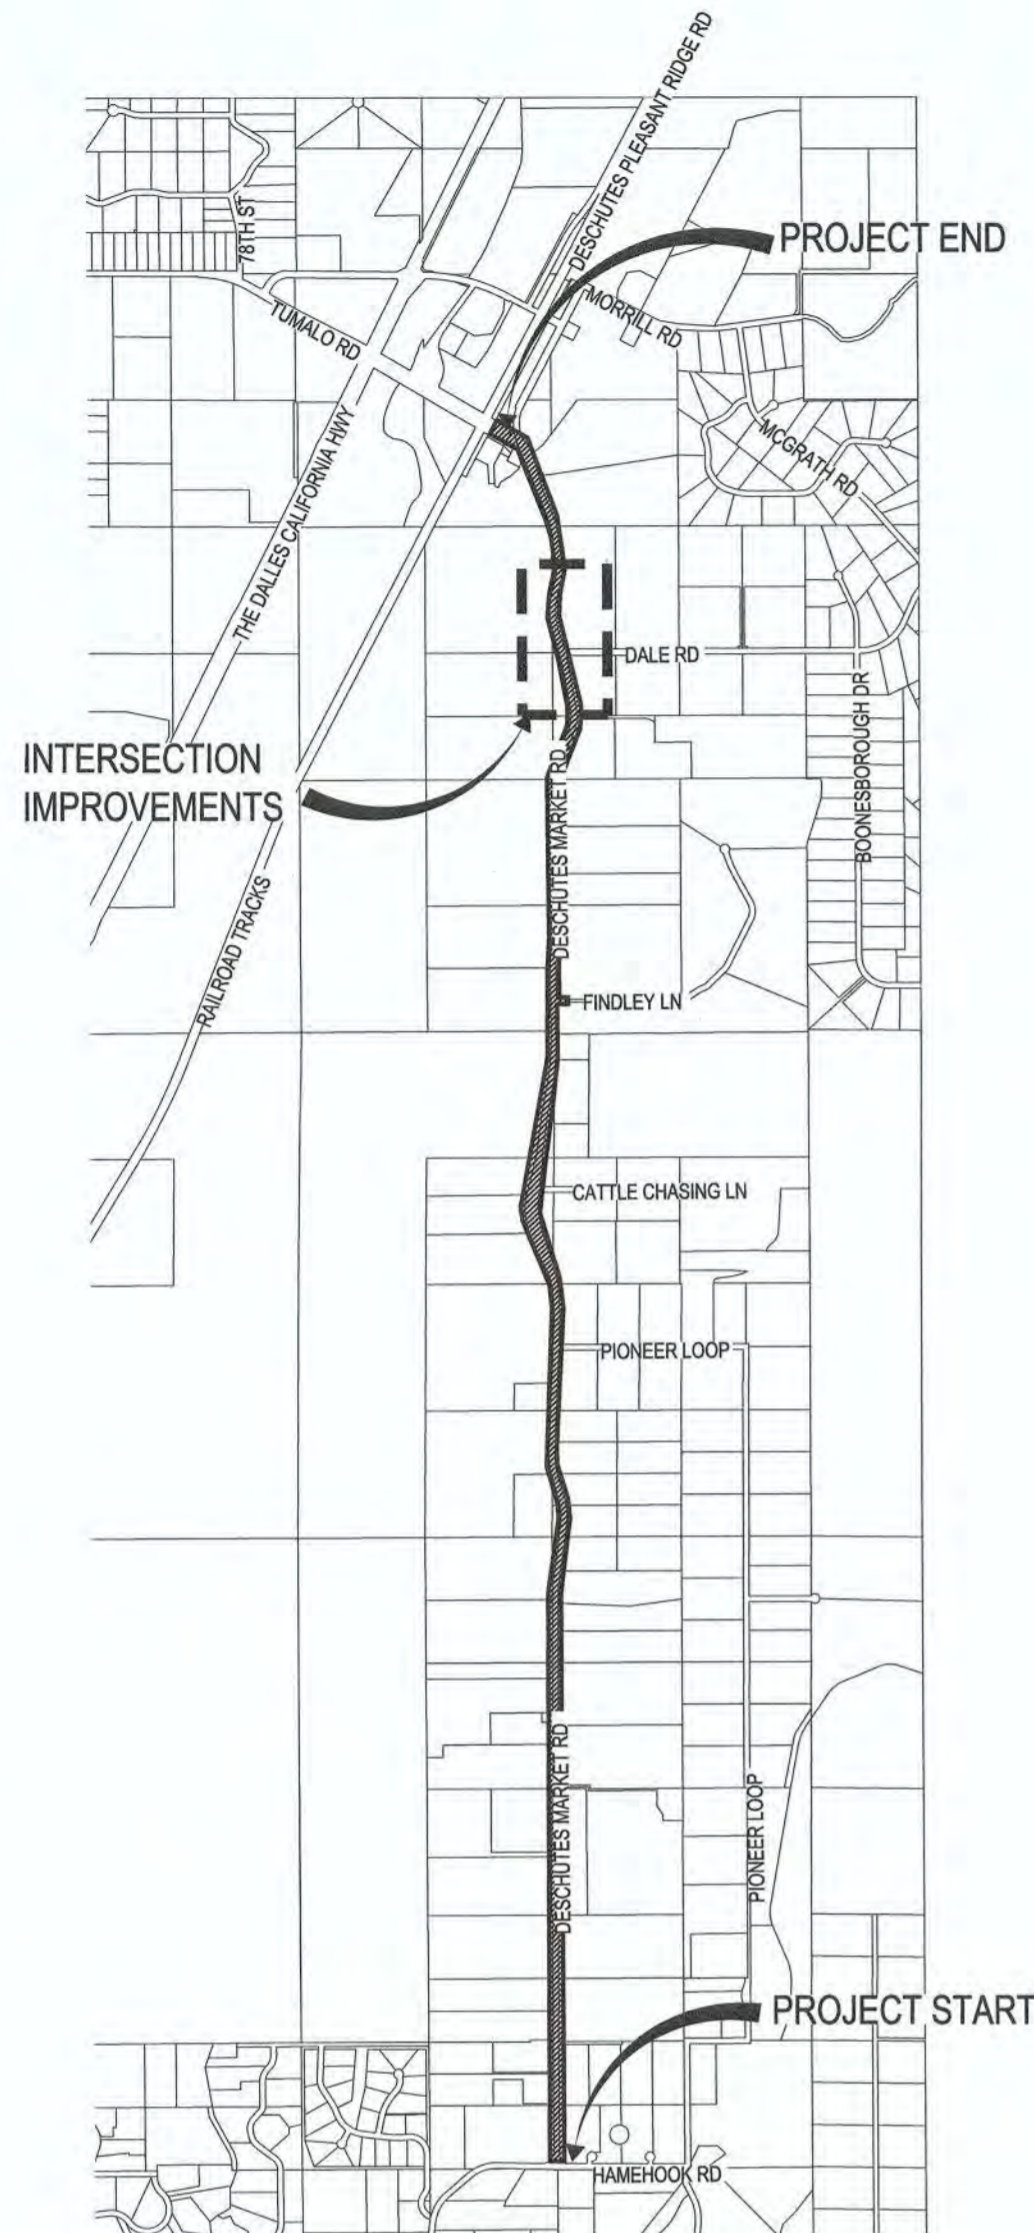 DESCHUTES PLEASANT RIDGE RD
PROJECT END
78TH ST
MORRILL RD
TUMALO RD
MCGRATH RD
THE DALLES CALIFORNIA HWY
DALE RD
BOONESBOROUGH DR
INTERSECTION
IMPROVEMENTS
DESCHUTES MARKET RD
RAILROAD TRACKS
FINDLEY LN
CATTLE CHASING LN
PIONEER LOOP
DESCHUTES MARKET RD
PIONEER LOOP
PROJECT START
HAMEHOOK RD